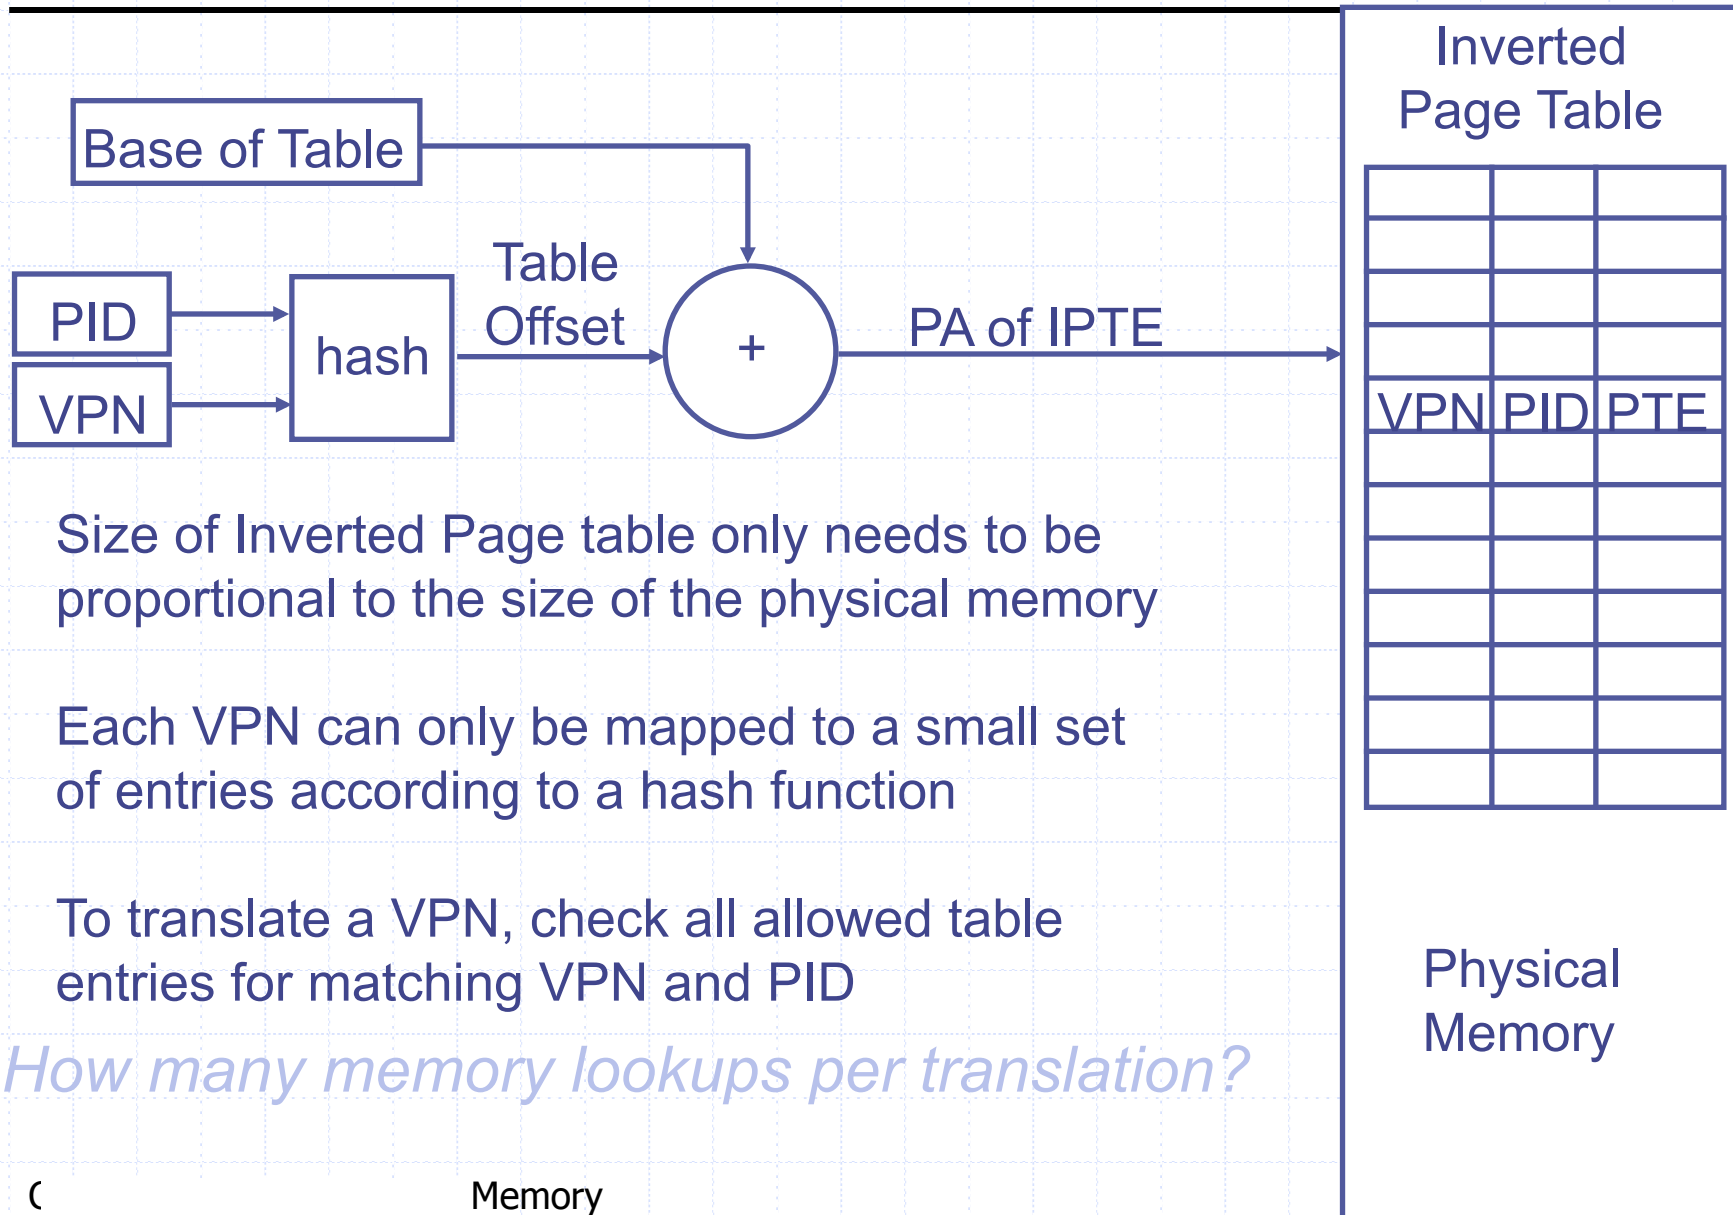 Inverted
Page Table
Base of Table
Table
Offset
PID
hash
+
PA of IPTE
VPN
VPN PID PTE
Size of Inverted Page table only needs to be
proportional to the size of the physical memory
Each VPN can only be mapped to a small set
of entries according to a hash function
To translate a VPN, check all allowed table
entries for matching VPN and PID
Physical
Memory
How many memory lookups per translation?
Memory